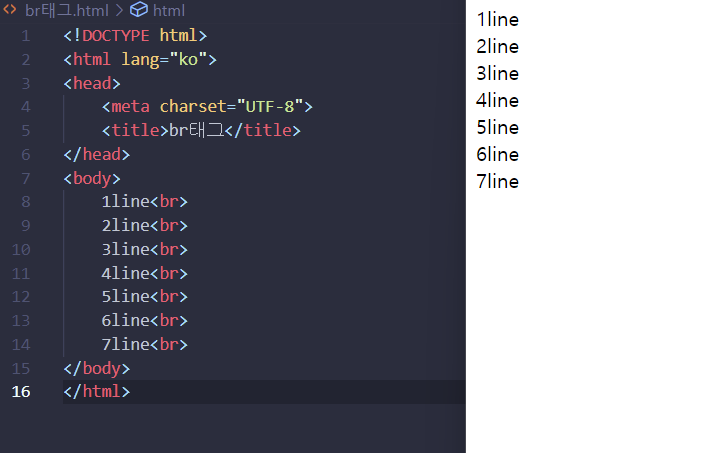 br태그.html > html
1 <!DOCTYPE html>
2 <html lang="ko">
3 <head>
4 <meta charset="UTF-8">
5 <title>br태그</title>
6 </head>
7 <body>
8 1line<br>
9 2line<br>
10 3line<br>
11 4line<br>
12 5line<br>
13 6line<br>
14 7line<br>
15 </body>
16 </html>
1line
2line
3line
4line
5line
6line
7line